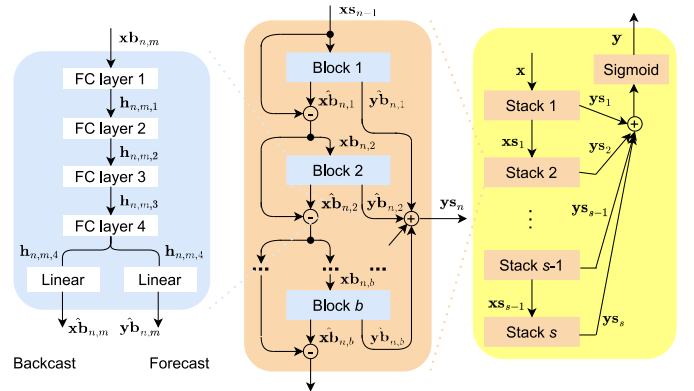 xb_{n,m}
FC layer 1
h_{n,m,1}
FC layer 2
h_{n,m,2}
FC layer 3
h_{n,m,3}
FC layer 4
h_{n,m,4} h_{n,m,4}
Linear Linear
x̂b_{n,m} ŷb_{n,m}
Backcast Forecast
xs_{n−1}
Block 1
x̂b_{n,1} ŷb_{n,1}
-
xb_{n,2}
Block 2
x̂b_{n,2} ŷb_{n,2}
- +
ys_n
... ... ...
xb_{n,b}
Block b
x̂b_{n,b} ŷb_{n,b}
-
y
Sigmoid
x
Stack 1
ys_1
+
xs_1
ys_2
Stack 2
⋮
ys_{s−1}
Stack s-1
xs_{s−1}
ys_s
Stack s